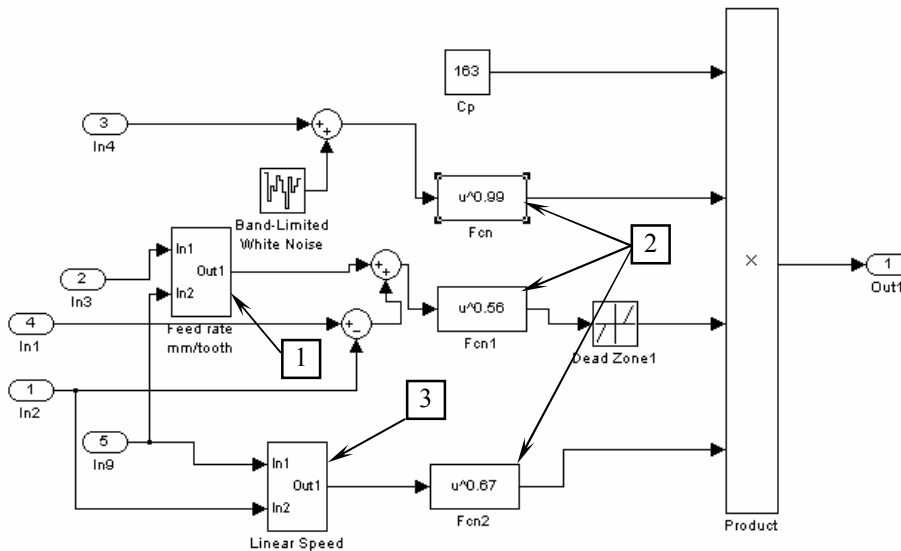 163
Cp
3
In4
+
+
Band-Limited
White Noise
u^0.99
Fcn
2
2
In3
In1
In2
Out1
Feed rate
mm/tooth
+
+
u^0.56
Fcn1
Dead Zone1
×
Product
1
Out1
4
In1
+
−
1
1
In2
3
5
In9
In1
In2
Out1
Linear Speed
u^0.67
Fcn2